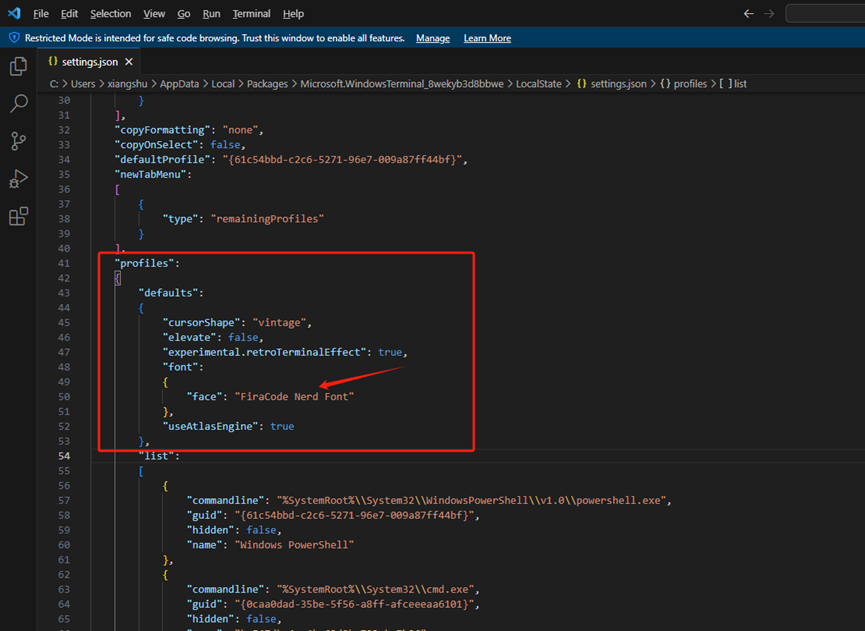 File Edit Selection View Go Run Terminal Help
Restricted Mode is intended for safe code browsing. Trust this window to enable all features. Manage Learn More
{} settings.json ×
C: > Users > xiangshu > AppData > Local > Packages > Microsoft.WindowsTerminal_8wekyb3d8bbwe > LocalState > {} settings.json > {} profiles > [ ] list
30 }
31 ],
32 "copyFormatting": "none",
33 "copyOnSelect": false,
34 "defaultProfile": "{61c54bbd-c2c6-5271-96e7-009a87ff44bf}",
35 "newTabMenu":
36 [
37 {
38 "type": "remainingProfiles"
39 }
40 ],
41 "profiles":
42 {
43 "defaults":
44 {
45 "cursorShape": "vintage",
46 "elevate": false,
47 "experimental.retroTerminalEffect": true,
48 "font":
49 {
50 "face": "FiraCode Nerd Font"
51 },
52 "useAtlasEngine": true
53 },
54 "list":
55 [
56 {
57 "commandline": "%SystemRoot%\\System32\\WindowsPowerShell\\v1.0\\powershell.exe",
58 "guid": "{61c54bbd-c2c6-5271-96e7-009a87ff44bf}",
59 "hidden": false,
60 "name": "Windows PowerShell"
61 },
62 {
63 "commandline": "%SystemRoot%\\System32\\cmd.exe",
64 "guid": "{0caa0dad-35be-5f56-a8ff-afceeeaa6101}",
65 "hidden": false,